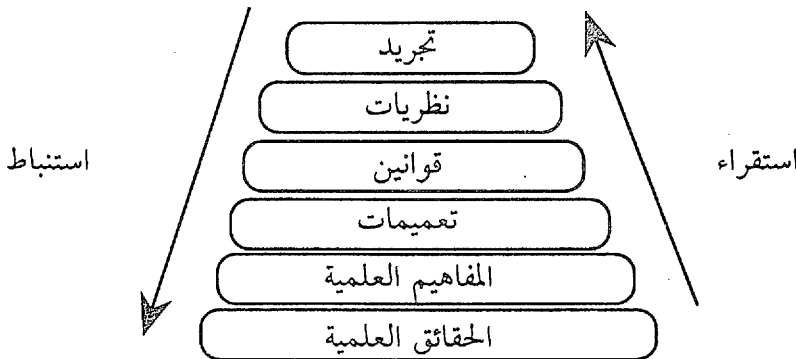 تجريد
نظريات
استقراء
قوانين
استنباط
تعميمات
المفاهيم العلمية
الحقائق العلمية